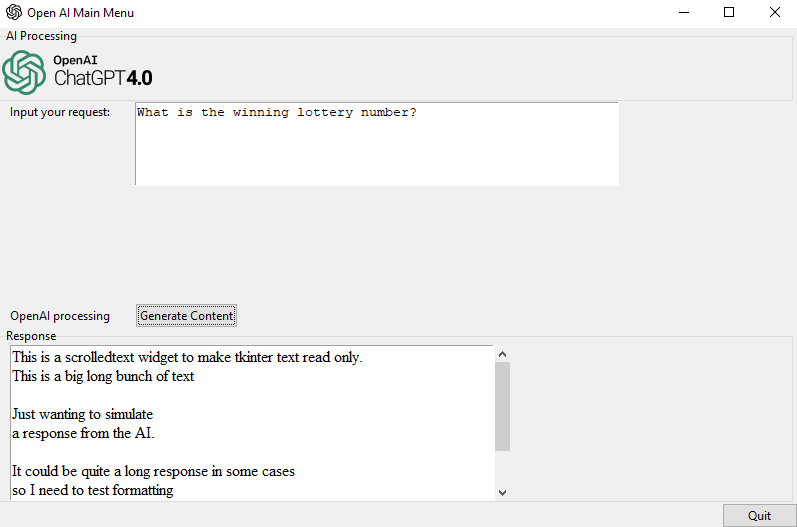 Open AI Main Menu
AI Processing
OpenAI
ChatGPT4.0
Input your request:
What is the winning lottery number?
OpenAI processing
Generate Content
Response
This is a scrolledtext widget to make tkinter text read only.
This is a big long bunch of text
Just wanting to simulate
a response from the AI.
It could be quite a long response in some cases
so I need to test formatting
Quit